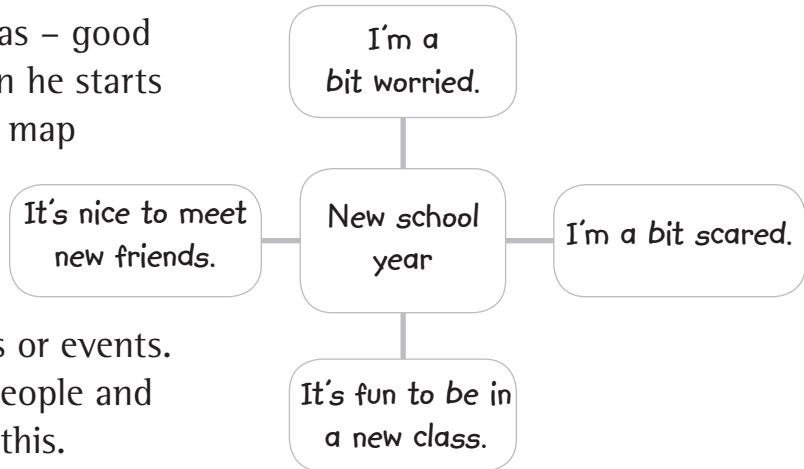 as – good
n he starts
map
I'm a
bit worried.
It's nice to meet
new friends.
New school
year
I'm a bit scared.
It's fun to be in
a new class.
s or events.
eople and
this.